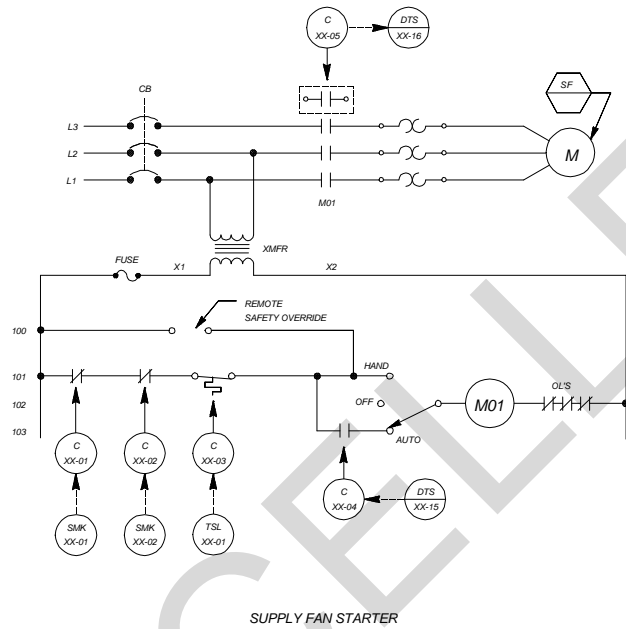 C
XX-05
DTS
XX-16
CB
SF
L3
L2
L1
M
M01
XMFR
FUSE
X1
X2
REMOTE
SAFETY OVERRIDE
100
101
HAND
OL'S
102
OFF
M01
103
AUTO
C
XX-01
C
XX-02
C
XX-03
C
XX-04
DTS
XX-15
SMK
XX-01
SMK
XX-02
TSL
XX-01
SUPPLY FAN STARTER